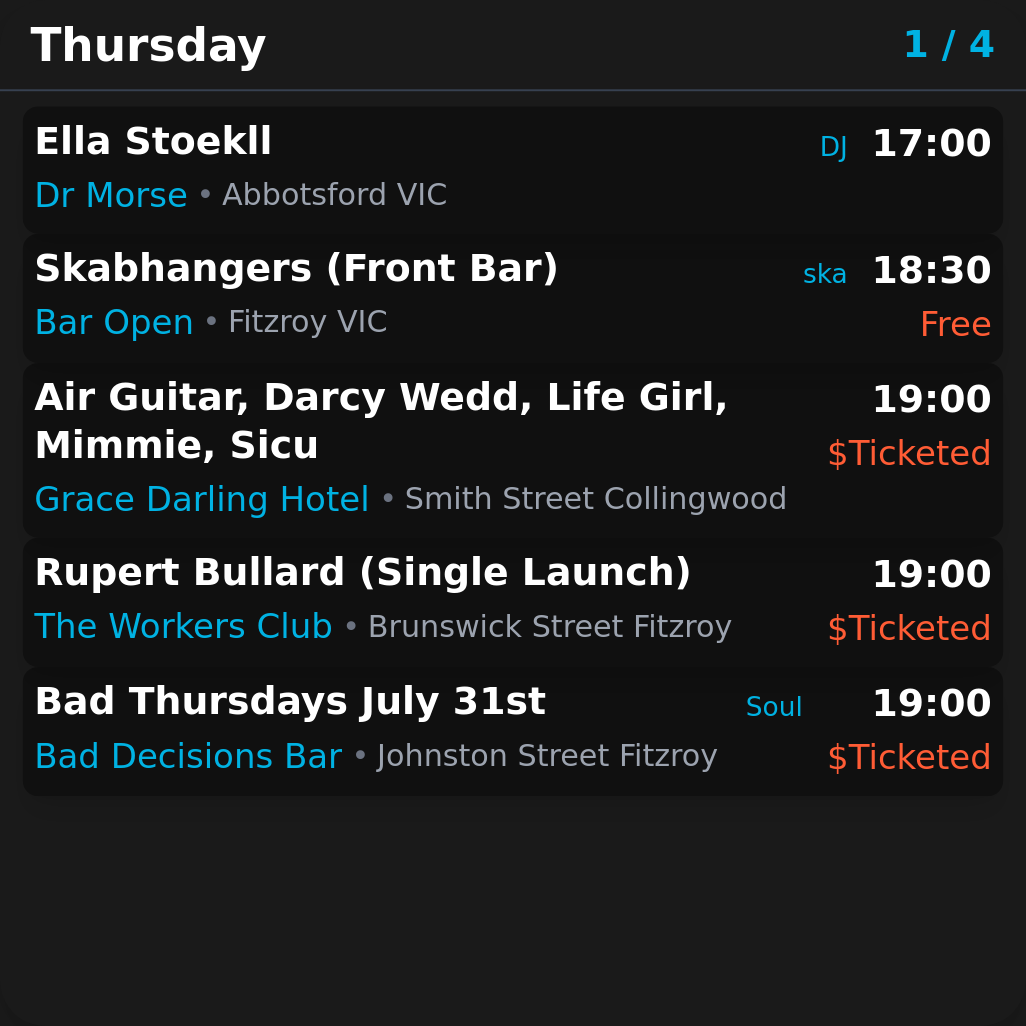 Thursday 1 / 4
Ella Stoekll DJ 17:00
Dr Morse • Abbotsford VIC
Skabhangers (Front Bar) ska 18:30
Bar Open • Fitzroy VIC Free
Air Guitar, Darcy Wedd, Life Girl, 19:00
Mimmie, Sicu $Ticketed
Grace Darling Hotel • Smith Street Collingwood
Rupert Bullard (Single Launch) 19:00
The Workers Club • Brunswick Street Fitzroy $Ticketed
Bad Thursdays July 31st Soul 19:00
Bad Decisions Bar • Johnston Street Fitzroy $Ticketed